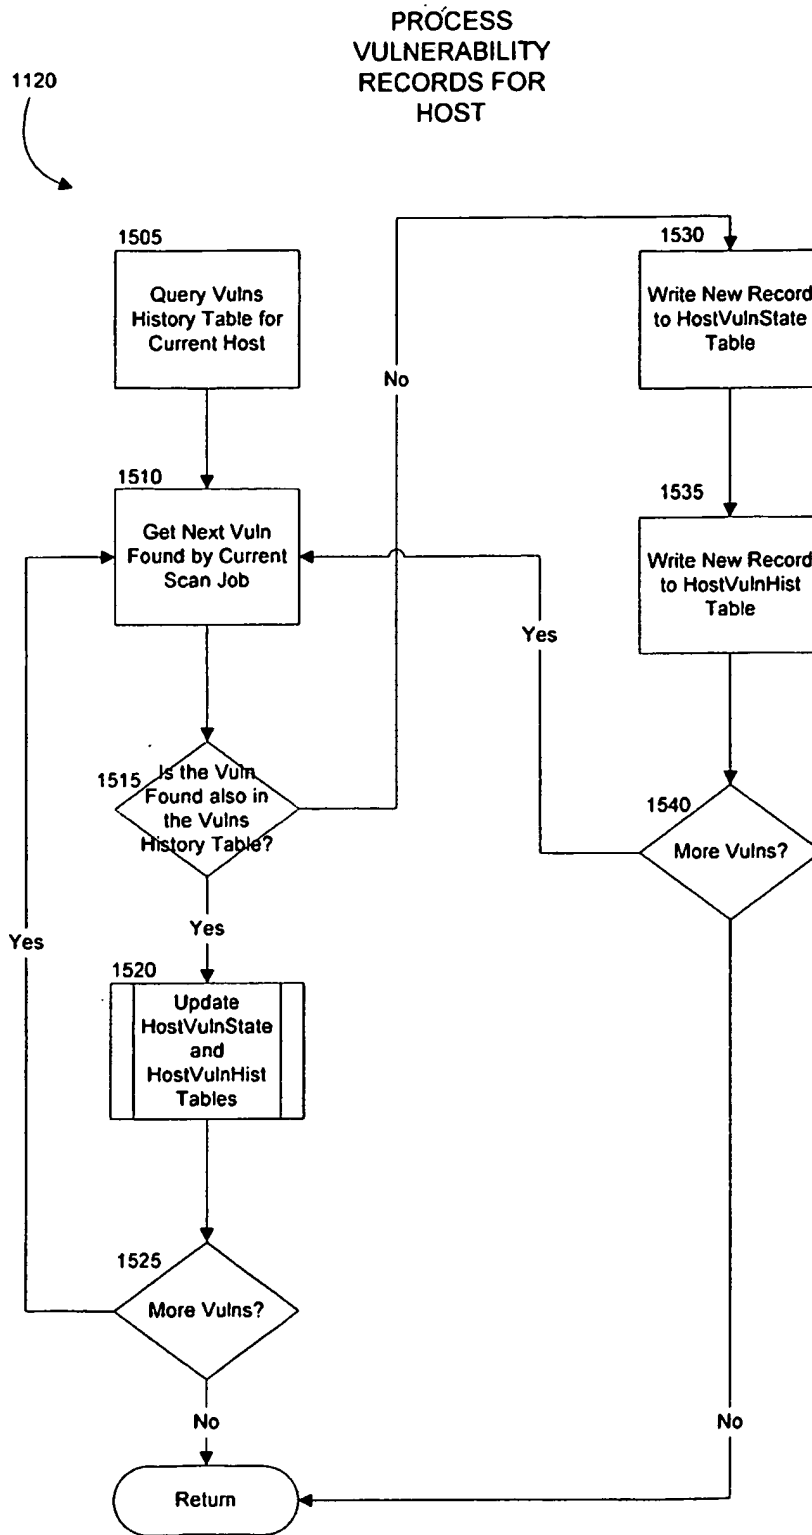 PROCESS
VULNERABILITY
RECORDS FOR
HOST
1120
1505
Query Vulns
History Table for
Current Host
1510
Get Next Vuln
Found by Current
Scan Job
1515
Is the Vuln
Found also in
the Vulns
History Table?
Yes
No
1520
Update
HostVulnState
and
HostVulnHist
Tables
1525
More Vulns?
Yes
No
Return
1530
Write New Record
to HostVulnState
Table
1535
Write New Record
to HostVulnHist
Table
1540
More Vulns?
Yes
No